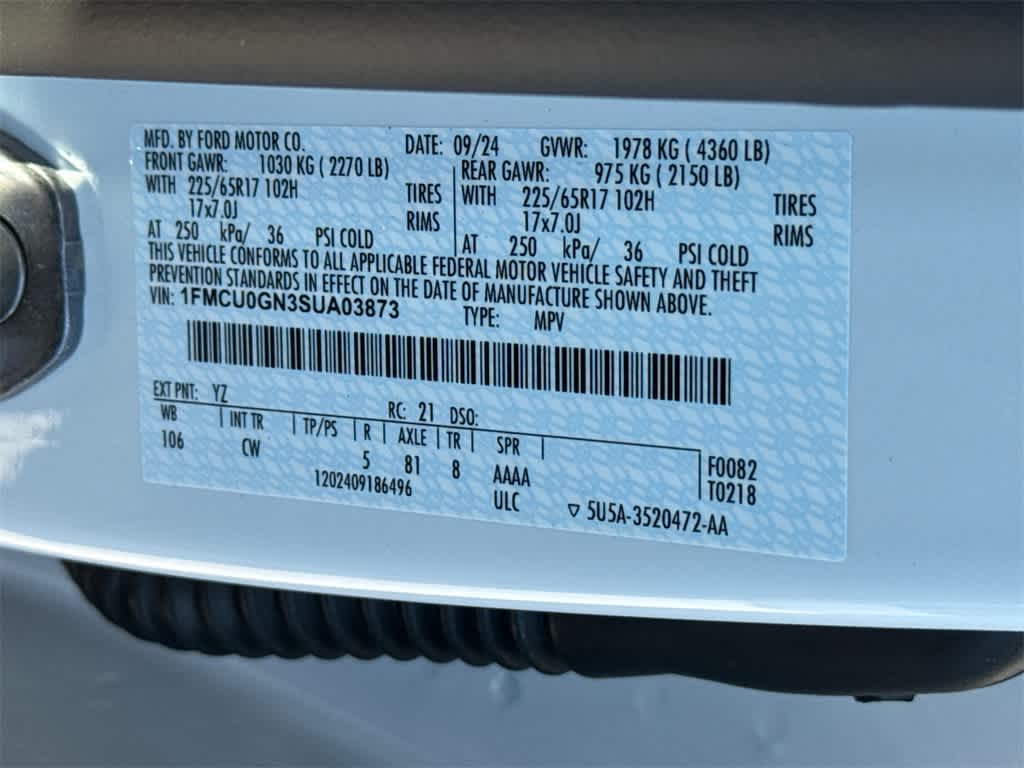 MFD. BY FORD MOTOR CO. DATE: 09/24 GVWR: 1978 KG ( 4360 LB)
FRONT GAWR: 1030 KG ( 2270 LB) REAR GAWR: 975 KG ( 2150 LB)
WITH 225/65R17 102H TIRES WITH 225/65R17 102H TIRES
17x7.0J RIMS 17x7.0J RIMS
AT 250 kPa/ 36 PSI COLD AT 250 kPa/ 36 PSI COLD
THIS VEHICLE CONFORMS TO ALL APPLICABLE FEDERAL MOTOR VEHICLE SAFETY AND THEFT
PREVENTION STANDARDS IN EFFECT ON THE DATE OF MANUFACTURE SHOWN ABOVE.
VIN: 1FMCU0GN3SUA03873 TYPE: MPV
EXT PNT: YZ RC: 21 DSO:
WB INT TR TP/PS R AXLE TR SPR
106 CW 5 81 8 AAAA F0082
1202409186496 ULC T0218
▽ 5U5A-3520472-AA